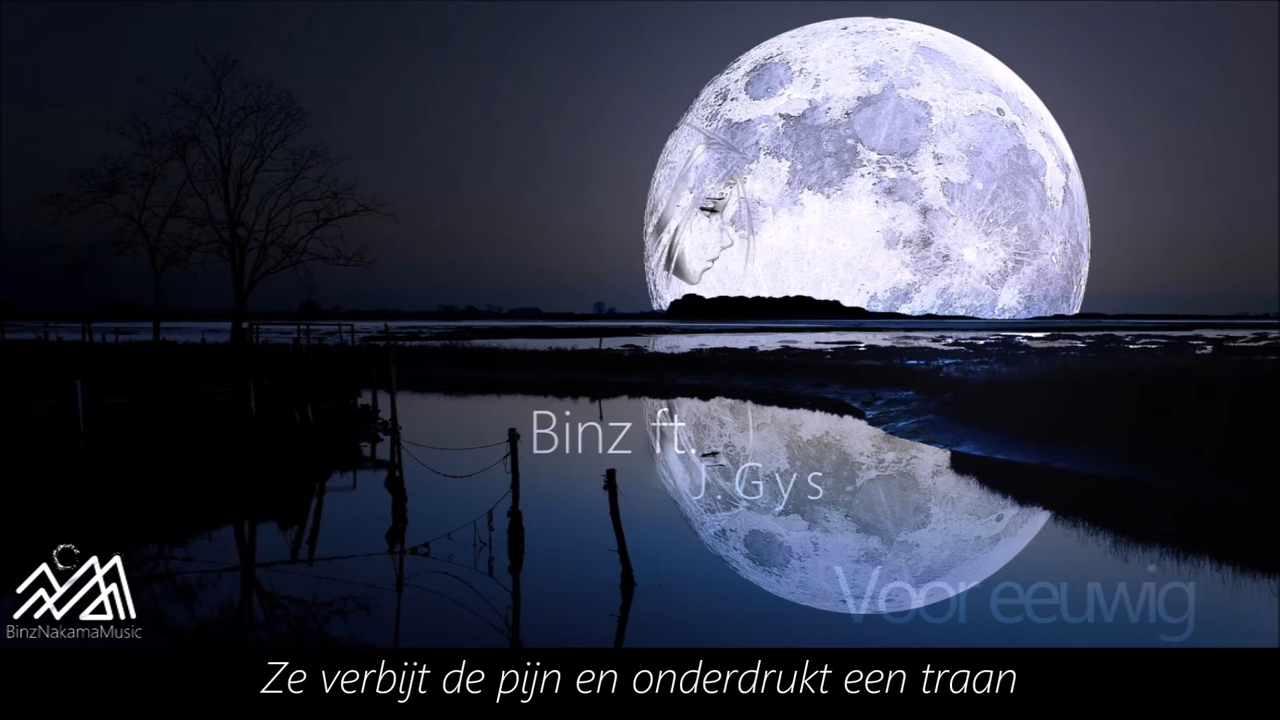 Binz ft.
J.Gys
Voor eeuwig
BinzNakamaMusic
Ze verbijt de pijn en onderdrukt een traan